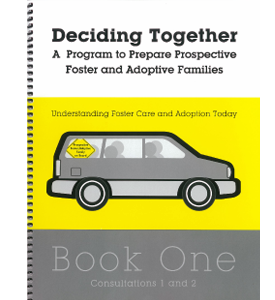 Deciding Together
A Program to Prepare Prospective
Foster and Adoptive Families
Understanding Foster Care and Adoption Today
Book One
Consultations 1 and 2